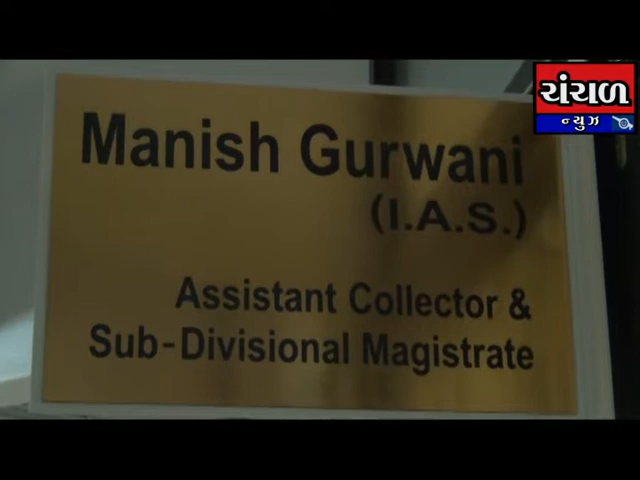 ચંચળ
ન્યુઝ
Manish Gurwani
(I.A.S.)
Assistant Collector &
Sub-Divisional Magistrate